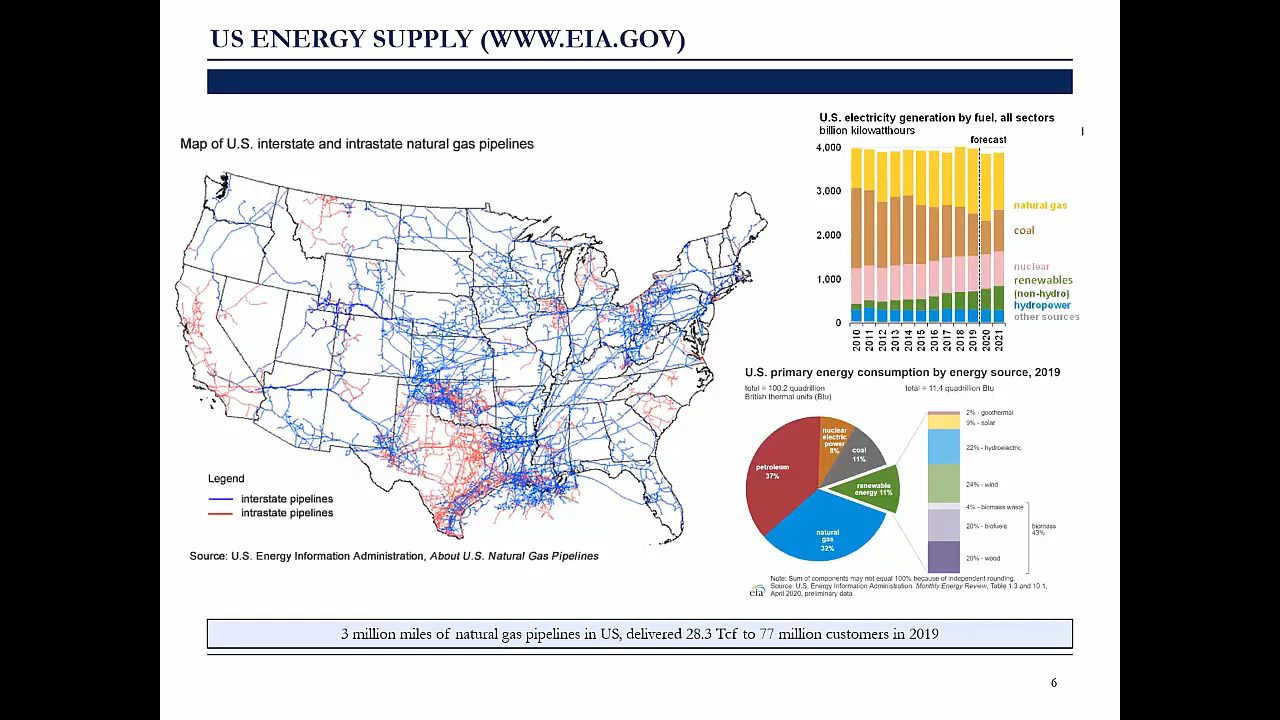 US ENERGY SUPPLY (WWW.EIA.GOV)
Map of U.S. interstate and intrastate natural gas pipelines
Legend
interstate pipelines
intrastate pipelines
Source: U.S. Energy Information Administration, About U.S. Natural Gas Pipelines
U.S. electricity generation by fuel, all sectors
billion kilowatthours
forecast
4,000
3,000
2,000
1,000
0
natural gas
coal
nuclear
renewables
(non-hydro)
hydropower
other sources
2010 2011 2012 2013 2014 2015 2016 2017 2018 2019 2020 2021
U.S. primary energy consumption by energy source, 2019
total = 100.2 quadrillion
British thermal units (Btu)
total = 11.4 quadrillion Btu
petroleum
37%
nuclear
electric
power
8%
coal
11%
renewable
energy 11%
natural
gas
32%
2% - geothermal
9% - solar
22% - hydroelectric
24% - wind
4% - biomass waste
20% - biofuels
20% - wood
biomass
43%
Note: Sum of components may not equal 100% because of independent rounding.
Source: U.S. Energy Information Administration, Monthly Energy Review, Table 1.3 and 10.1,
April 2020, preliminary data
eia
3 million miles of natural gas pipelines in US, delivered 28.3 Tcf to 77 million customers in 2019
6